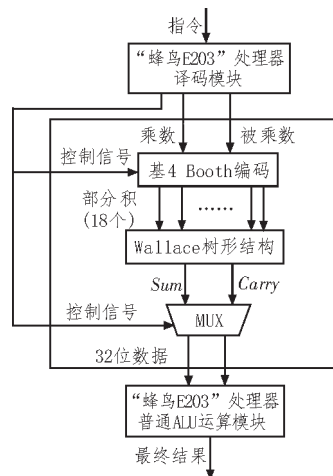 指令
“蜂鸟E203”处理器
译码模块
乘数
被乘数
控制信号
基4 Booth编码
部分积
(18个)
......
Wallace树形结构
Sum
Carry
控制信号
MUX
32位数据
“蜂鸟E203”处理器
普通ALU运算模块
最终结果